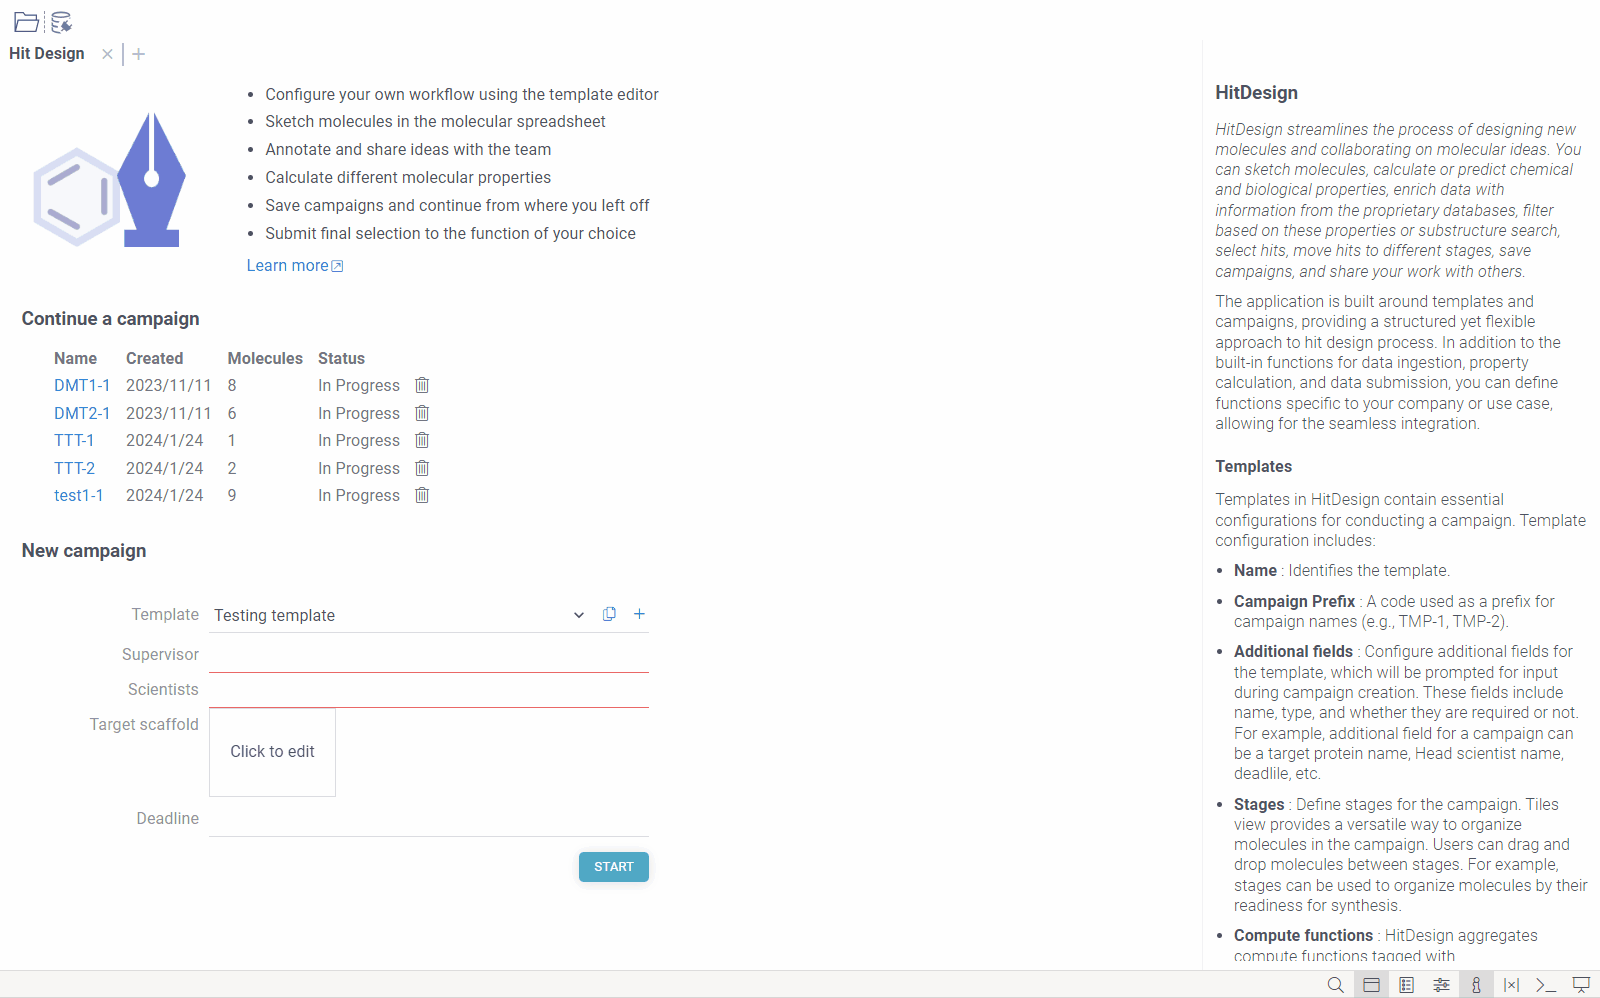 Hit Design
Configure your own workflow using the template editor
Sketch molecules in the molecular spreadsheet
Annotate and share ideas with the team
Calculate different molecular properties
Save campaigns and continue from where you left off
Submit final selection to the function of your choice
Learn more
Continue a campaign
Name Created Molecules Status
DMT1-1 2023/11/11 8 In Progress
DMT2-1 2023/11/11 6 In Progress
TTT-1 2024/1/24 1 In Progress
TTT-2 2024/1/24 2 In Progress
test1-1 2024/1/24 9 In Progress
New campaign
Template Testing template
Supervisor
Scientists
Target scaffold
Click to edit
Deadline
START
HitDesign
HitDesign streamlines the process of designing new
molecules and collaborating on molecular ideas. You
can sketch molecules, calculate or predict chemical
and biological properties, enrich data with
information from the proprietary databases, filter
based on these properties or substructure search,
select hits, move hits to different stages, save
campaigns, and share your work with others.
The application is built around templates and
campaigns, providing a structured yet flexible
approach to hit design process. In addition to the
built-in functions for data ingestion, property
calculation, and data submission, you can define
functions specific to your company or use case,
allowing for the seamless integration.
Templates
Templates in HitDesign contain essential
configurations for conducting a campaign. Template
configuration includes:
Name : Identifies the template.
Campaign Prefix : A code used as a prefix for
campaign names (e.g., TMP-1, TMP-2).
Additional fields : Configure additional fields for
the template, which will be prompted for input
during campaign creation. These fields include
name, type, and whether they are required or not.
For example, additional field for a campaign can
be a target protein name, Head scientist name,
deadlile, etc.
Stages : Define stages for the campaign. Tiles
view provides a versatile way to organize
molecules in the campaign. Users can drag and
drop molecules between stages. For example,
stages can be used to organize molecules by their
readiness for synthesis.
Compute functions : HitDesign aggregates
compute functions tagged with